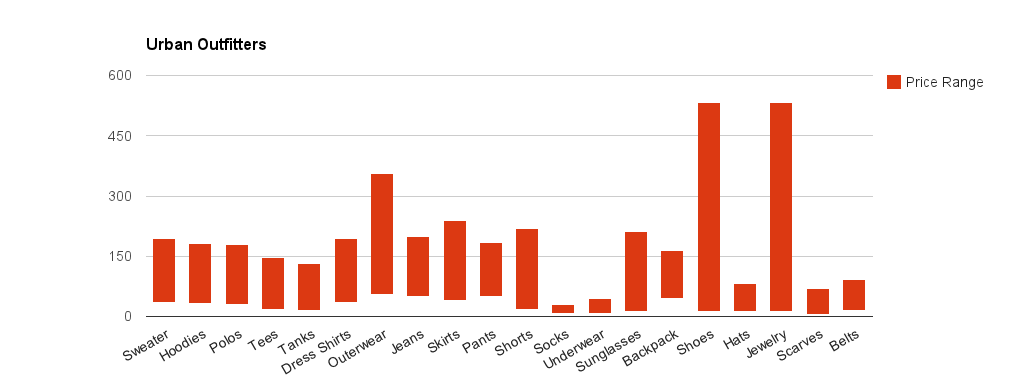 Urban Outfitters
600
450
300
150
0
Price Range
Sweater
Hoodies
Polos
Tees
Tanks
Dress Shirts
Outerwear
Jeans
Skirts
Pants
Shorts
Socks
Underwear
Sunglasses
Backpack
Shoes
Hats
Jewelry
Scarves
Belts